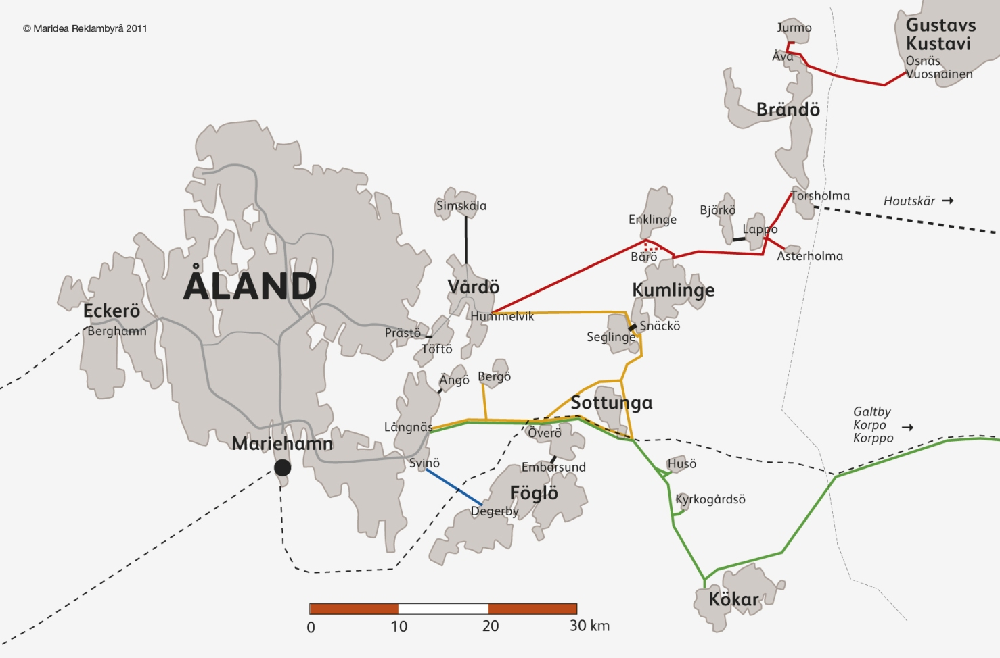 © Maridea Reklambyrå 2011
Jurmo
Gustavs
Kustavi
Åva
Osnäs
Vuosnainen
Brändö
Simskäla
Torsholma
Houtskär →
Enklinge
Björkö
Lappo
Asterholma
Bärö
ÅLAND
Vårdö
Kumlinge
Eckerö
Berghamn
Hummelvik
Snäckö
Seglinge
Prästö
Töftö
Ängö
Bergö
Sottunga
Långnäs
Överö
Galtby
Korpo
Korppo
→
Mariehamn
Svinö
Embarsund
Husö
Föglö
Degerby
Kyrkogårdsö
Kökar
0 10 20 30 km